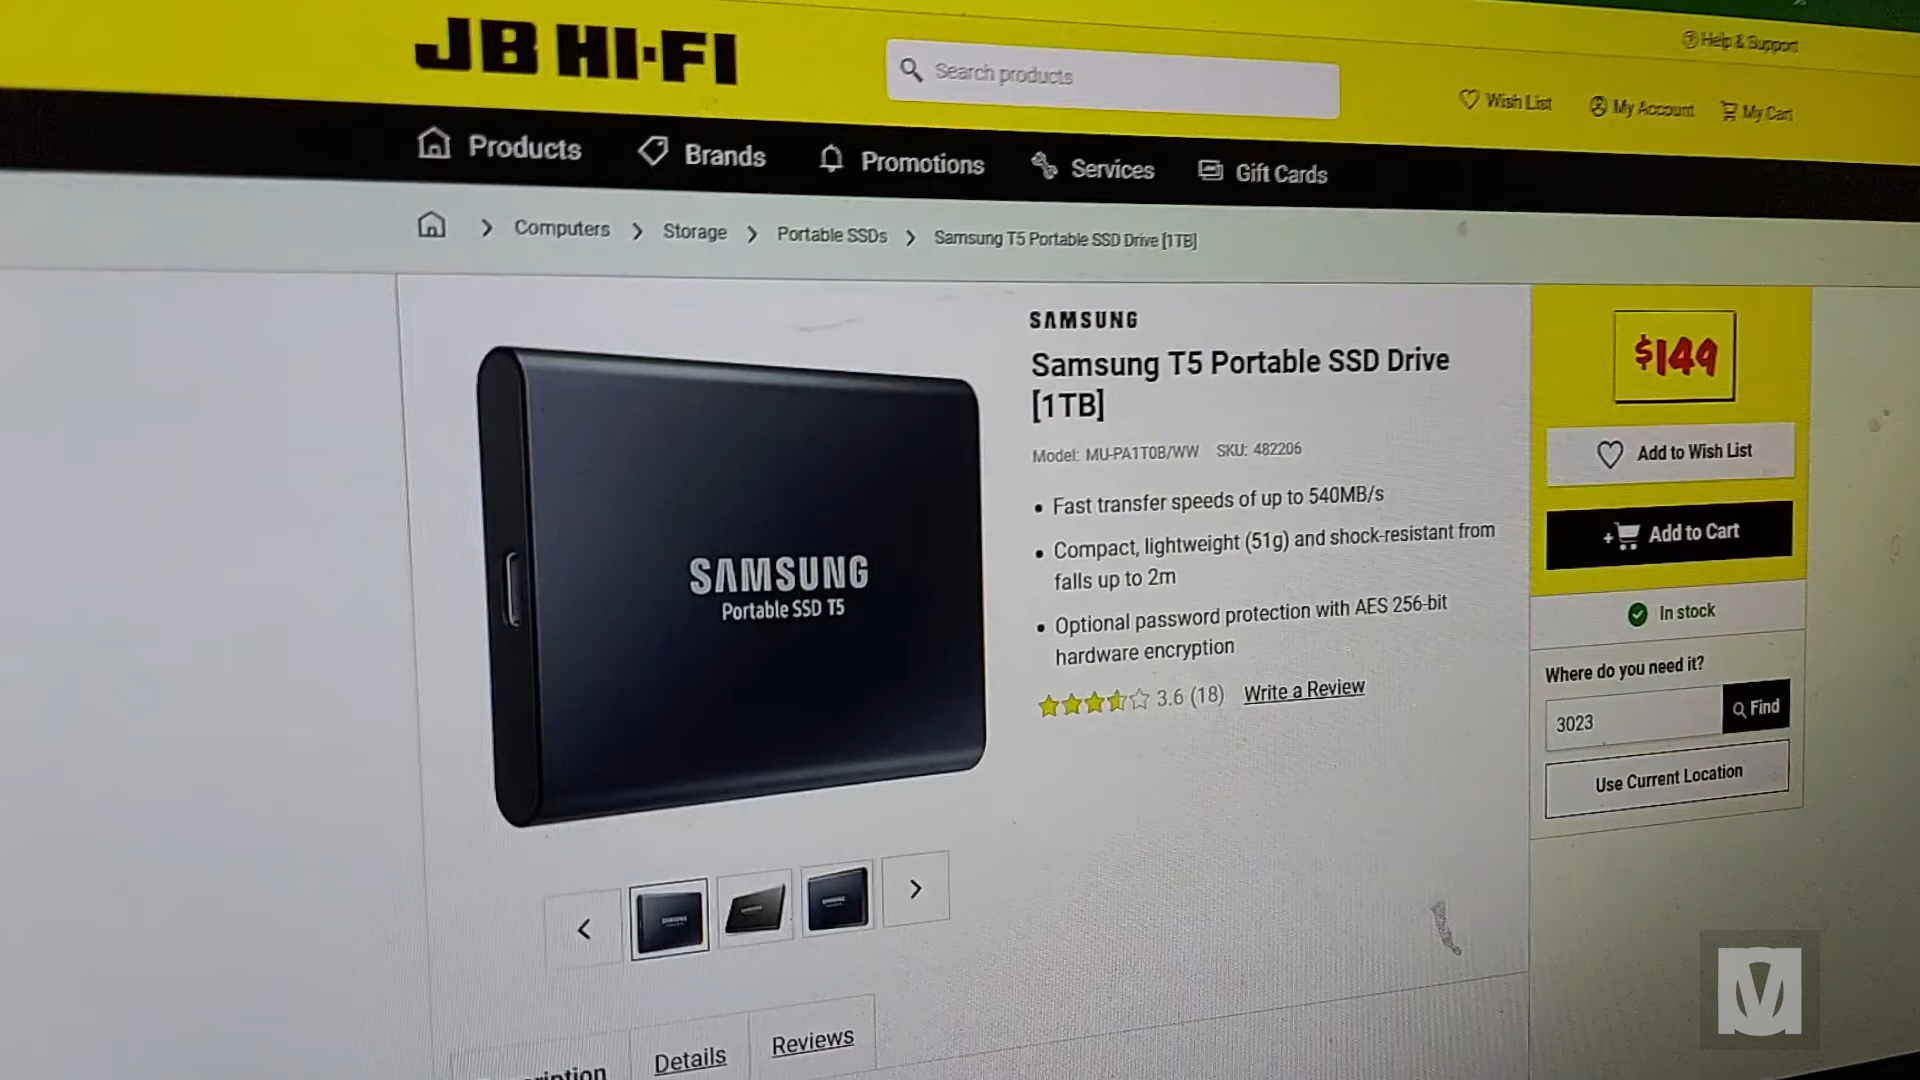 JB HI-FI
Search products
Help & Support
Wish List
My Account
My Cart
Products
Brands
Promotions
Services
Gift Cards
Computers
Storage
Portable SSDs
Samsung T5 Portable SSD Drive [1TB]
SAMSUNG
Samsung T5 Portable SSD Drive
[1TB]
Model: MU-PA1T0B/WW SKU: 482206
Fast transfer speeds of up to 540MB/s
Compact, lightweight (51g) and shock-resistant from
falls up to 2m
Optional password protection with AES 256-bit
hardware encryption
3.6 (18) Write a Review
SAMSUNG
Portable SSD T5
$149
Add to Wish List
Add to Cart
In stock
Where do you need it?
3023
Find
Use Current Location
Details
Reviews